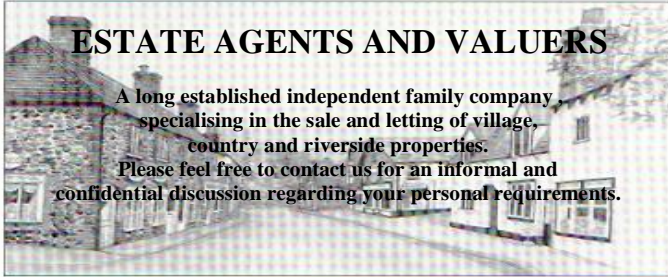 ESTATE AGENTS AND VALUERS
A long established independent family company ,
specialising in the sale and letting of village,
country and riverside properties.
Please feel free to contact us for an informal and
confidential discussion regarding your personal requirements.